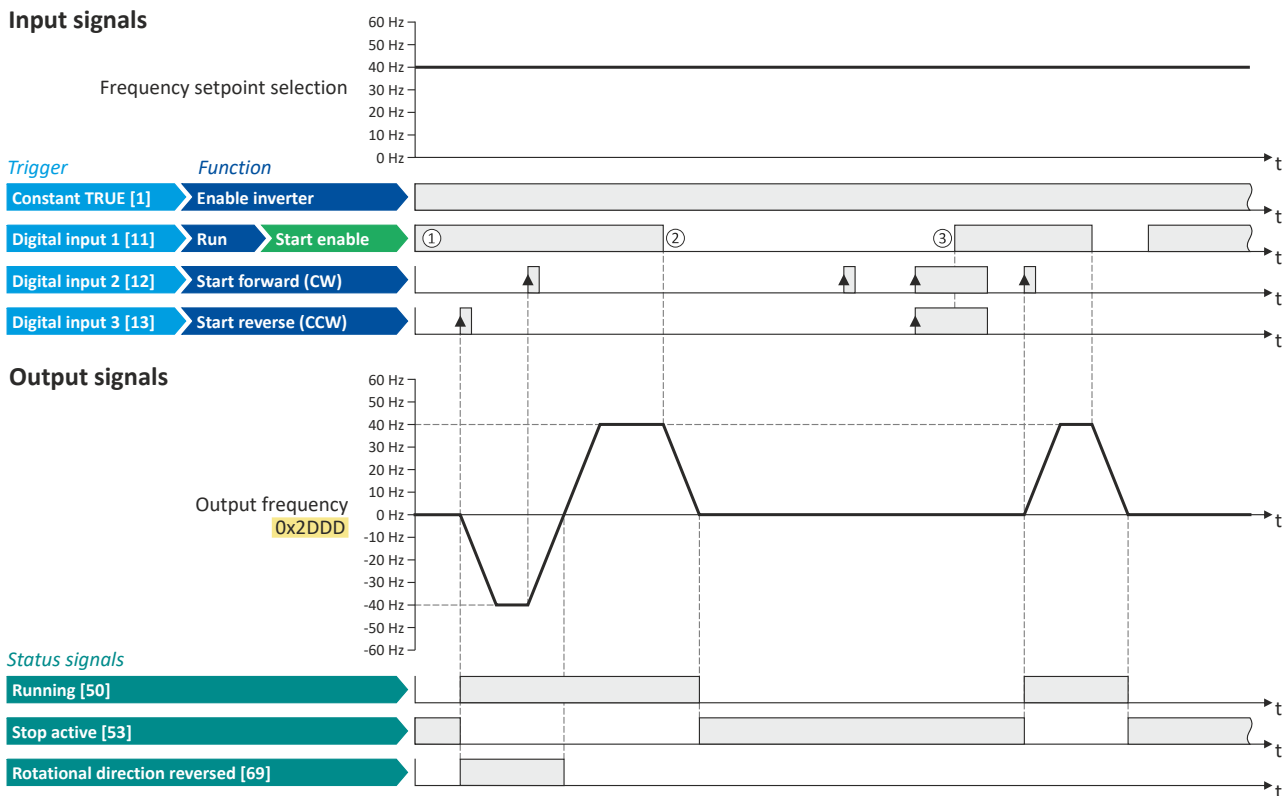 Input signals
60 Hz
50 Hz
40 Hz
Frequency setpoint selection
30 Hz
20 Hz
10 Hz
0 Hz
t
Trigger Function
Constant TRUE [1] Enable inverter
t
Digital input 1 [11] Run Start enable ① ② ③
t
Digital input 2 [12] Start forward (CW)
t
Digital input 3 [13] Start reverse (CCW)
t
Output signals
60 Hz
50 Hz
40 Hz
30 Hz
20 Hz
10 Hz
Output frequency
0 Hz
t
0x2DDD
-10 Hz
-20 Hz
-30 Hz
-40 Hz
-50 Hz
-60 Hz
Status signals
Running [50]
t
Stop active [53]
t
Rotational direction reversed [69]
t